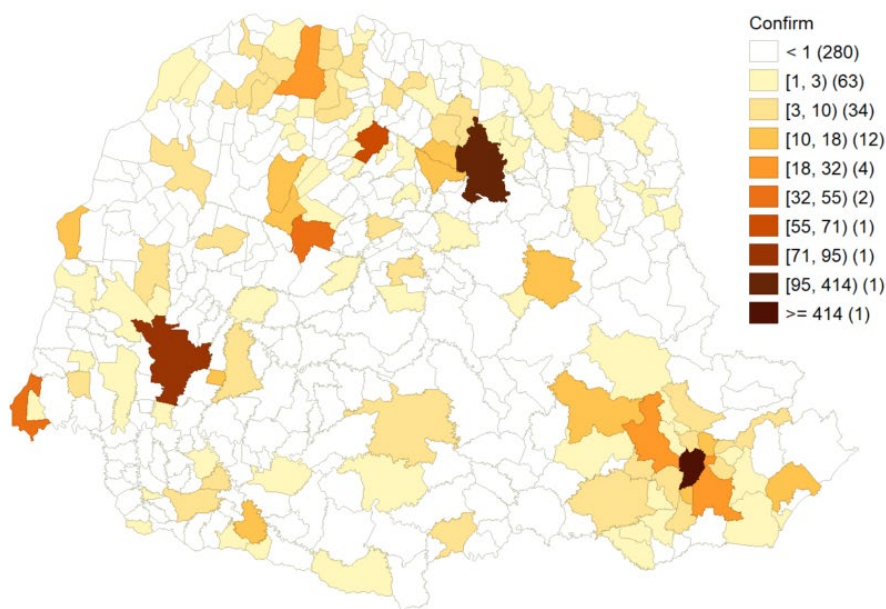 Confirm
< 1 (280)
[1, 3) (63)
[3, 10) (34)
[10, 18) (12)
[18, 32) (4)
[32, 55) (2)
[55, 71) (1)
[71, 95) (1)
[95, 414) (1)
>= 414 (1)